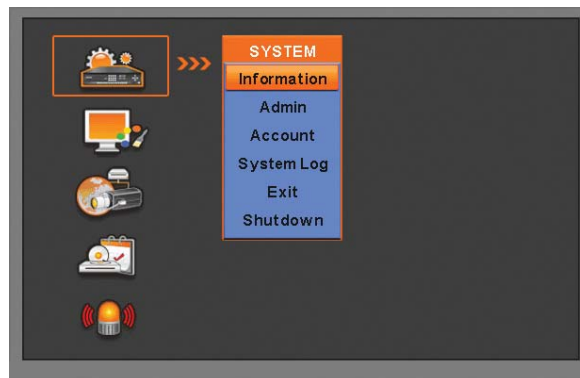 SYSTEM
Information
Admin
Account
System Log
Exit
Shutdown